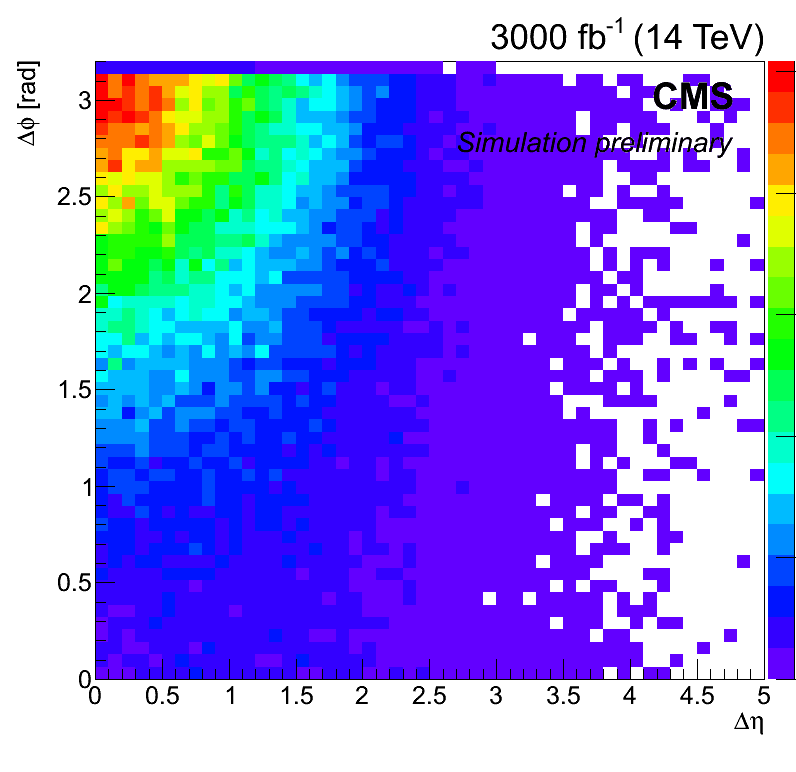 3000 fb⁻¹ (14 TeV)
CMS
Simulation preliminary
Δϕ [rad]
3
2.5
2
1.5
1
0.5
0
0 0.5 1 1.5 2 2.5 3 3.5 4 4.5 5
Δη